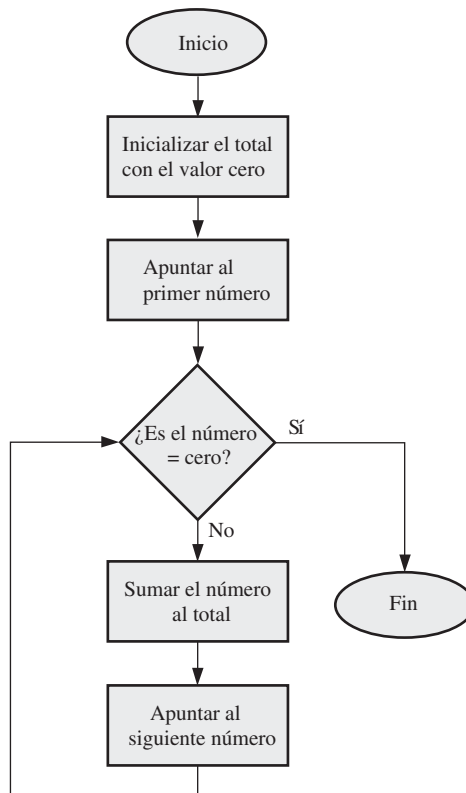 Inicio
Inicializar el total
con el valor cero
Apuntar al
primer número
¿Es el número
= cero?
Sí
No
Sumar el número
al total
Fin
Apuntar al
siguiente número